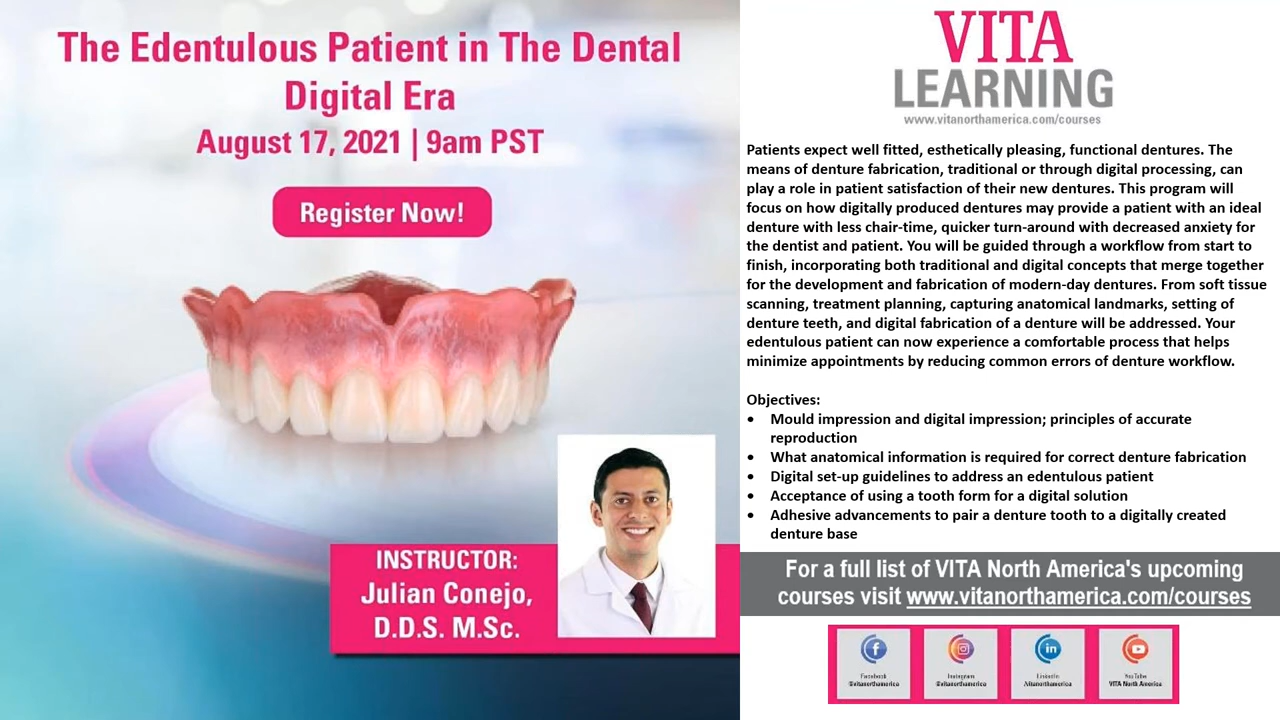 The Edentulous Patient in The Dental
Digital Era
August 17, 2021 | 9am PST
Register Now!
INSTRUCTOR:
Julian Conejo,
D.D.S. M.Sc.
VITA
LEARNING
www.vitanorthamerica.com/courses
Patients expect well fitted, esthetically pleasing, functional dentures. The
means of denture fabrication, traditional or through digital processing, can
play a role in patient satisfaction of their new dentures. This program will
focus on how digitally produced dentures may provide a patient with an ideal
denture with less chair-time, quicker turn-around with decreased anxiety for
the dentist and patient. You will be guided through a workflow from start to
finish, incorporating both traditional and digital concepts that merge together
for the development and fabrication of modern-day dentures. From soft tissue
scanning, treatment planning, capturing anatomical landmarks, setting of
denture teeth, and digital fabrication of a denture will be addressed. Your
edentulous patient can now experience a comfortable process that helps
minimize appointments by reducing common errors of denture workflow.
Objectives:
• Mould impression and digital impression; principles of accurate
reproduction
• What anatomical information is required for correct denture fabrication
• Digital set-up guidelines to address an edentulous patient
• Acceptance of using a tooth form for a digital solution
• Adhesive advancements to pair a denture tooth to a digitally created
denture base
For a full list of VITA North America's upcoming
courses visit www.vitanorthamerica.com/courses
Facebook
@vitanorthamerica
Instagram
@vitanorthamerica
LinkedIn
/vitanorthamerica
YouTube
VITA North America